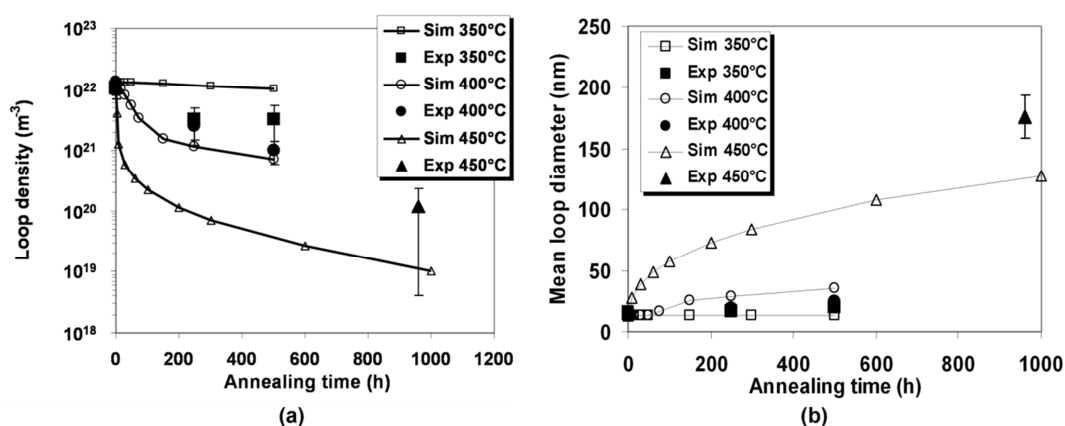 10^23
10^22
10^21
10^20
10^19
10^18
Loop density (m^-3)
0 200 400 600 800 1000 1200
Annealing time (h)
Sim 350°C
Exp 350°C
Sim 400°C
Exp 400°C
Sim 450°C
Exp 450°C
(a)
250
200
150
100
50
0
Mean loop diameter (nm)
0 200 400 600 800 1000
Annealing time (h)
Sim 350°C
Exp 350°C
Sim 400°C
Exp 400°C
Sim 450°C
Exp 450°C
(b)